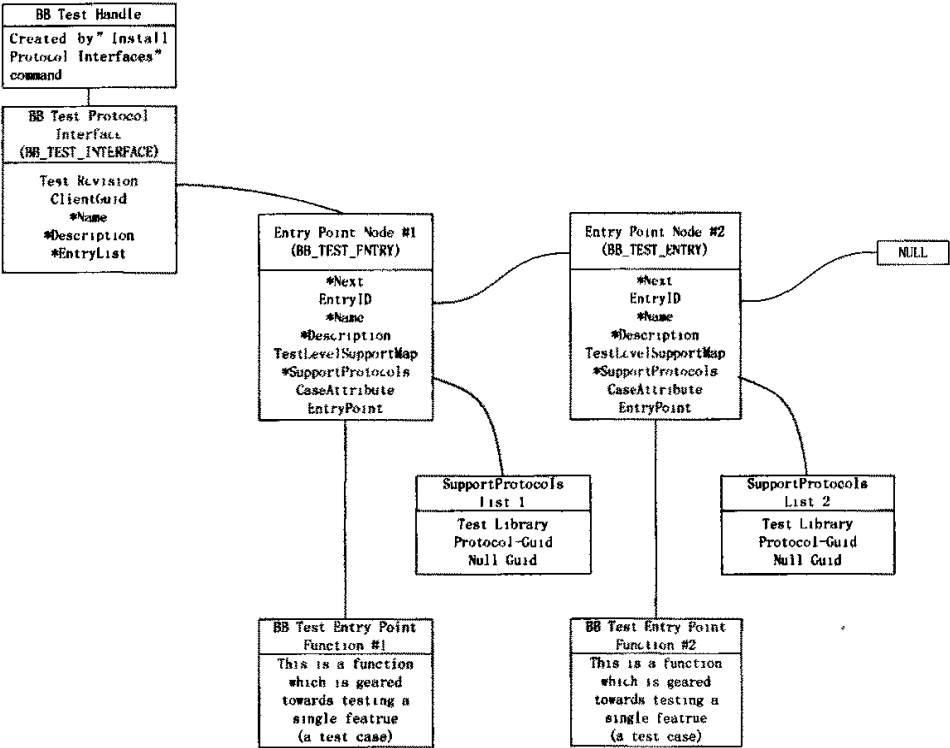 BB Test Handle
Created by" Install
Protocol Interfaces"
command
BB Test Protocol
Interface
(BB_TEST_INTERFACE)
Test Revision
ClientGuid
*Name
*Description
*EntryList
Entry Point Node #1
(BB_TEST_ENTRY)
*Next
EntryID
*Name
*Description
TestLevelSupportMap
*SupportProtocols
CaseAttribute
EntryPoint
Entry Point Node #2
(BB_TEST_ENTRY)
*Next
EntryID
*Name
*Description
TestLevelSupportMap
*SupportProtocols
CaseAttribute
EntryPoint
NULL
SupportProtocols
List 1
Test Library
Protocol-Guid
Null Guid
SupportProtocols
List 2
Test Library
Protocol-Guid
Null Guid
BB Test Entry Point
Function #1
This is a function
which is geared
towards testing a
single featrue
(a test case)
BB Test Entry Point
Function #2
This is a function
which is geared
towards testing a
single featrue
(a test case)